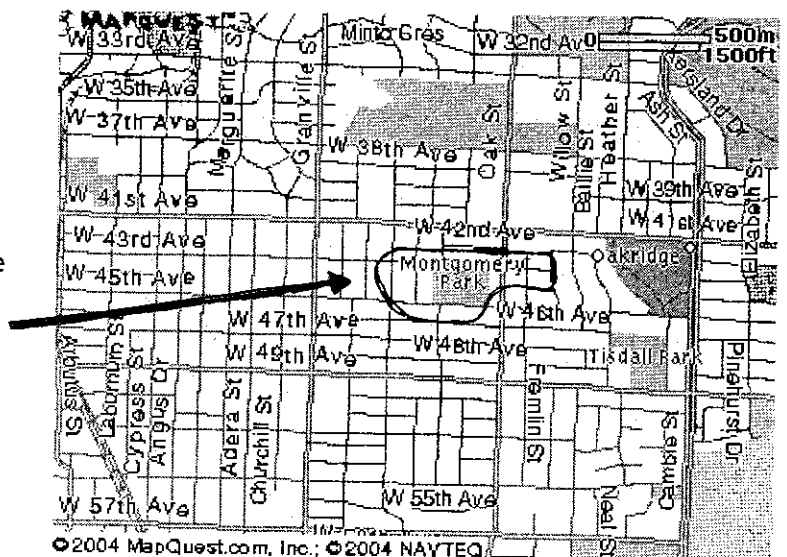 MAPQUEST
W 33rd Ave
Marguerite St
Granville St
Minto Cres
W 32nd Av
0
500m
1500ft
W 35th Ave
W 37th Ave
W 38th Ave
Oak St
Willow St
Baillie St
Heather St
Ash St
W 39th Ave
W 41st Ave
W 41st Ave
W 42nd Ave
W 43rd Ave
W 45th Ave
Montgomery
Park
Oakridge
Elizabeth St
e
W 46th Ave
W 47th Ave
W 48th Ave
W 49th Ave
Tisdall Park
Arbutus St
Laburnum St
Cypress St
Angus Dr
Adera St
Churchill St
Fremlin St
Cambie St
Pinehurst Dr
W 55th Ave
W 57th Ave
Neal St
©2004 MapQuest.com, Inc.; ©2004 NAVTEQ